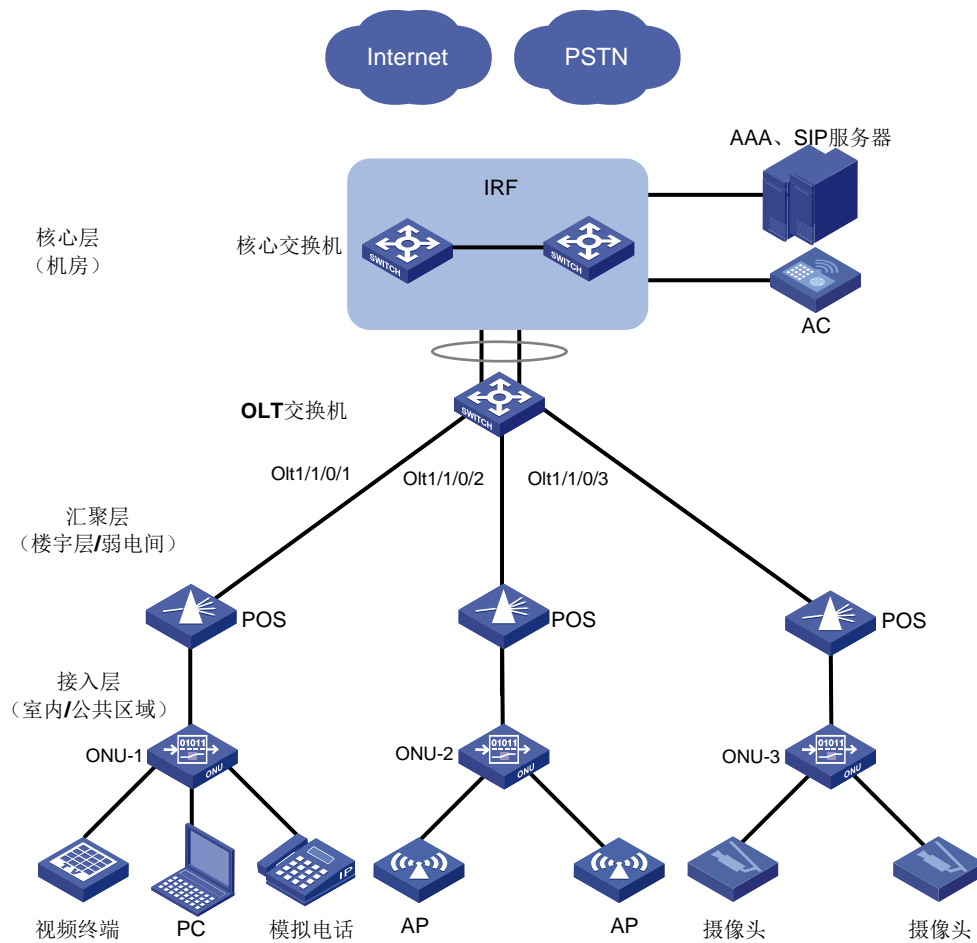 Internet
PSTN
AAA、SIP服务器
IRF
核心层
（机房）
核心交换机
SWITCH
SWITCH
AC
OLT交换机
SWITCH
Olt1/1/0/1
Olt1/1/0/2
Olt1/1/0/3
汇聚层
（楼宇层/弱电间）
POS
POS
POS
接入层
（室内/公共区域）
ONU-1
01011
ONU
ONU-2
01011
ONU
ONU-3
01011
ONU
IP
视频终端
PC
模拟电话
AP
AP
摄像头
摄像头